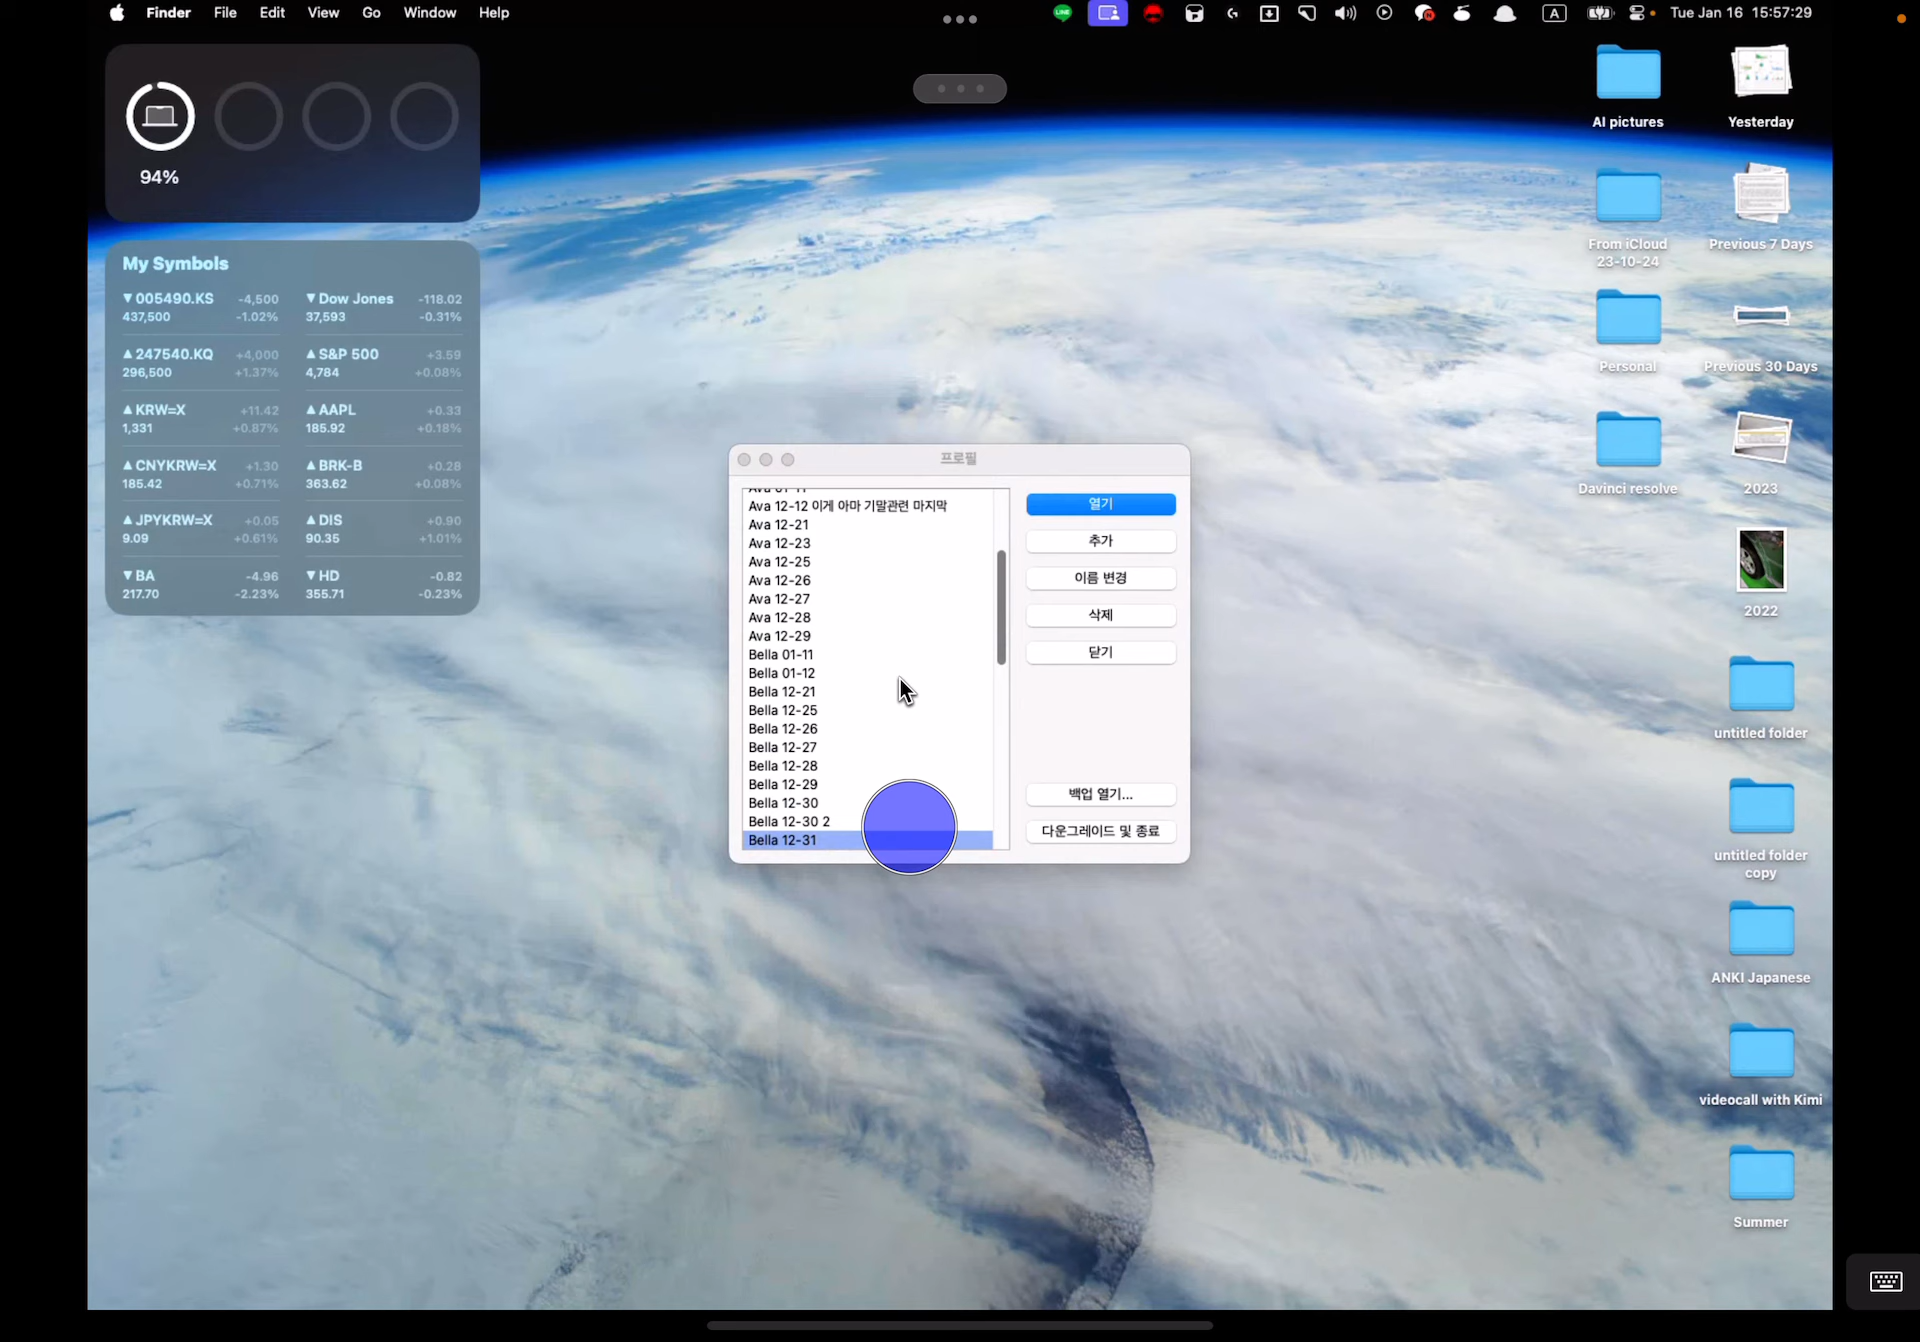 Finder File Edit View Go Window Help
A
Tue Jan 16 15:57:29
94%
My Symbols
▼005490.KS -4,500
437,500 -1.02%
▼Dow Jones -118.02
37,593 -0.31%
▲247540.KQ +4,000
296,500 +1.37%
▲S&P 500 +3.59
4,784 +0.08%
▲KRW=X +11.42
1,331 +0.87%
▲AAPL +0.33
185.92 +0.18%
▲CNYKRW=X +1.30
185.42 +0.71%
▲BRK-B +0.28
363.62 +0.08%
▲JPYKRW=X +0.05
9.09 +0.61%
▲DIS +0.90
90.35 +1.01%
▼BA -4.96
217.70 -2.23%
▼HD -0.82
355.71 -0.23%
프로필
Ava 01-11
Ava 12-12 이게 아마 기말관련 마지막
Ava 12-21
Ava 12-23
Ava 12-25
Ava 12-26
Ava 12-27
Ava 12-28
Ava 12-29
Bella 01-11
Bella 01-12
Bella 12-21
Bella 12-25
Bella 12-26
Bella 12-27
Bella 12-28
Bella 12-29
Bella 12-30
Bella 12-30 2
Bella 12-31
열기
추가
이름 변경
삭제
닫기
백업 열기...
다운그레이드 및 종료
AI pictures
Yesterday
From iCloud
23-10-24
Previous 7 Days
Personal
Previous 30 Days
Davinci resolve
2023
2022
untitled folder
untitled folder
copy
ANKI Japanese
videocall with Kimi
Summer